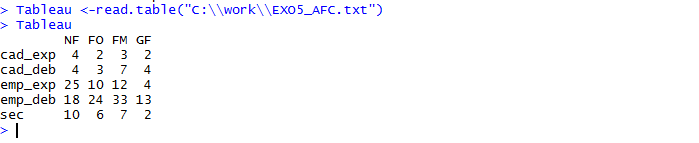 > Tableau <-read.table("C:\\work\\EXO5_AFC.txt")
> Tableau
        NF FO FM GF
cad_exp  4  2  3  2
cad_deb  4  3  7  4
emp_exp 25 10 12  4
emp_deb 18 24 33 13
sec     10  6  7  2
>